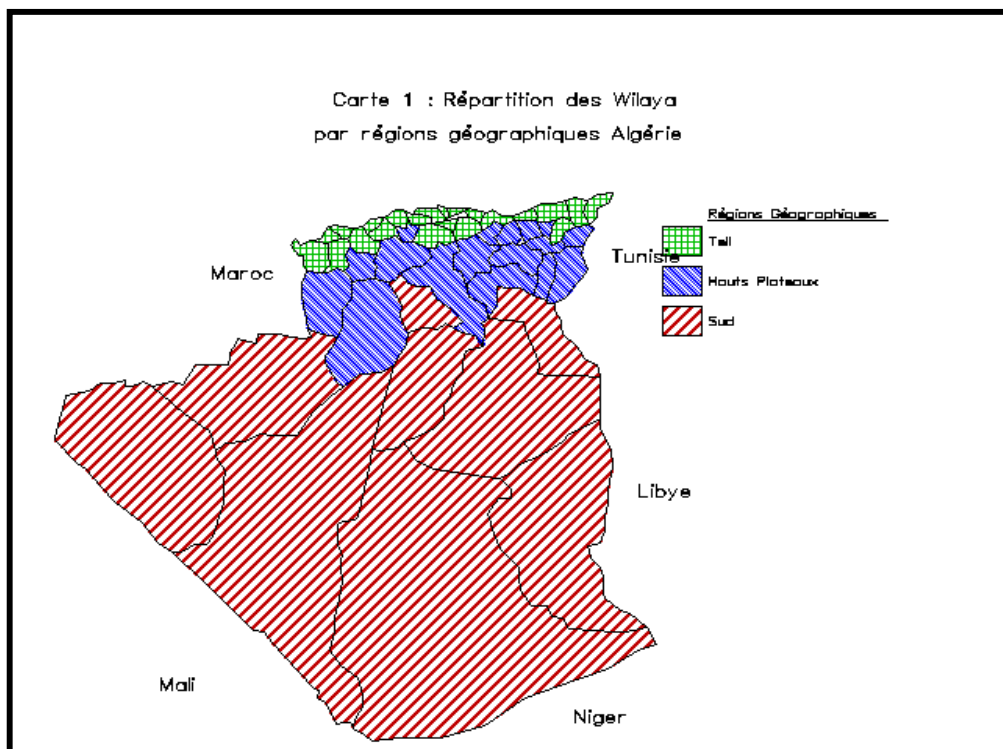 Carte 1 : Répartition des Wilaya
par régions géographiques Algérie
Régions Géographiques
Tell
Hauts Plateaux
Sud
Maroc
Tunisie
Libye
Mali
Niger